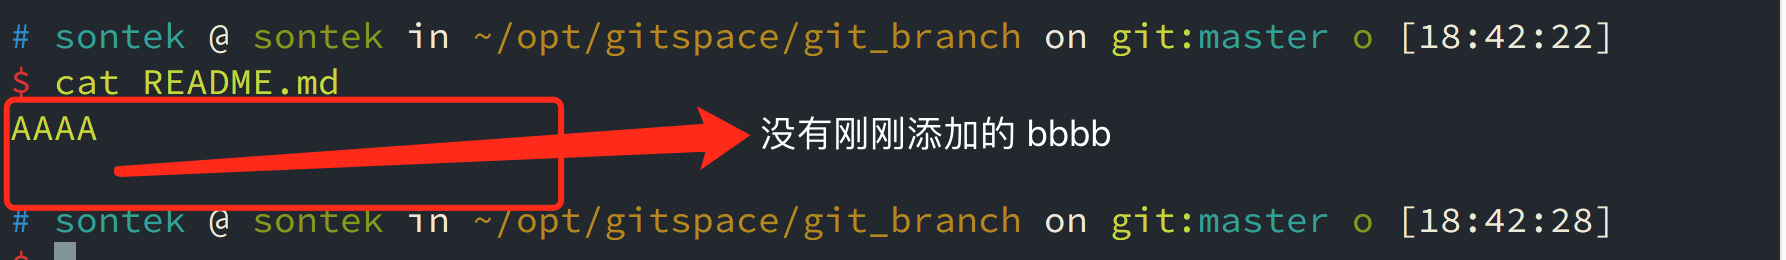 # sontek @ sontek in ~/opt/gitspace/git_branch on git:master o [18:42:22]
$ cat README.md
AAAA
没有刚刚添加的 bbbb
# sontek @ sontek in ~/opt/gitspace/git_branch on git:master o [18:42:28]
$